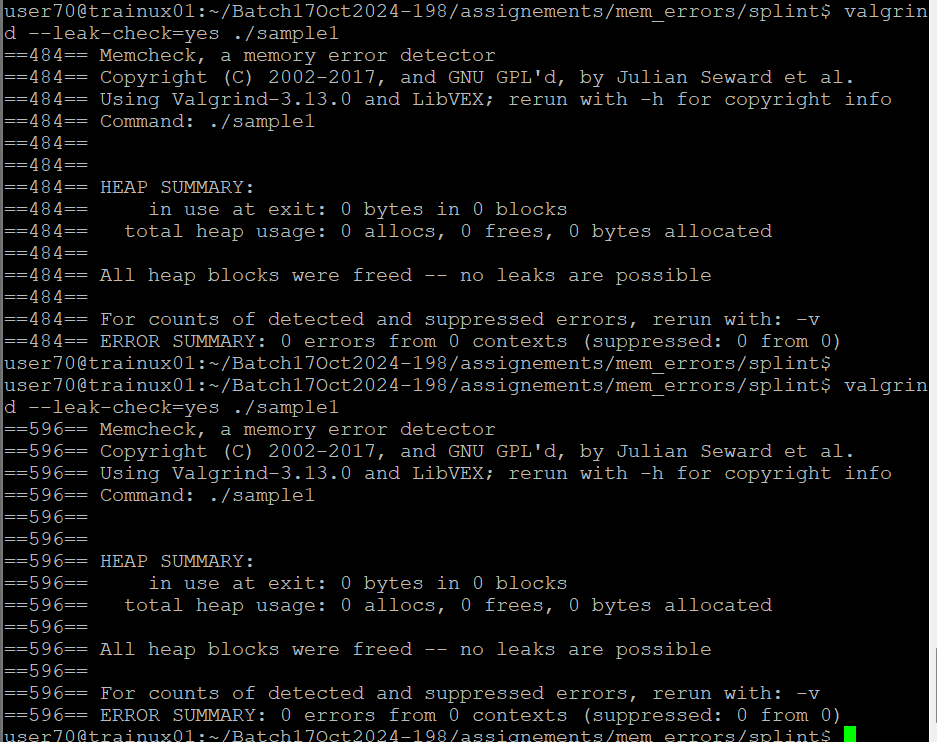 user70@trainux01:~/Batch17Oct2024-198/assignements/mem_errors/splint$ valgrin
d --leak-check=yes ./sample1
==484== Memcheck, a memory error detector
==484== Copyright (C) 2002-2017, and GNU GPL'd, by Julian Seward et al.
==484== Using Valgrind-3.13.0 and LibVEX; rerun with -h for copyright info
==484== Command: ./sample1
==484==
==484==
==484== HEAP SUMMARY:
==484==     in use at exit: 0 bytes in 0 blocks
==484==   total heap usage: 0 allocs, 0 frees, 0 bytes allocated
==484==
==484== All heap blocks were freed -- no leaks are possible
==484==
==484== For counts of detected and suppressed errors, rerun with: -v
==484== ERROR SUMMARY: 0 errors from 0 contexts (suppressed: 0 from 0)
user70@trainux01:~/Batch17Oct2024-198/assignements/mem_errors/splint$
user70@trainux01:~/Batch17Oct2024-198/assignements/mem_errors/splint$ valgrin
d --leak-check=yes ./sample1
==596== Memcheck, a memory error detector
==596== Copyright (C) 2002-2017, and GNU GPL'd, by Julian Seward et al.
==596== Using Valgrind-3.13.0 and LibVEX; rerun with -h for copyright info
==596== Command: ./sample1
==596==
==596==
==596== HEAP SUMMARY:
==596==     in use at exit: 0 bytes in 0 blocks
==596==   total heap usage: 0 allocs, 0 frees, 0 bytes allocated
==596==
==596== All heap blocks were freed -- no leaks are possible
==596==
==596== For counts of detected and suppressed errors, rerun with: -v
==596== ERROR SUMMARY: 0 errors from 0 contexts (suppressed: 0 from 0)
user70@trainux01:~/Batch17Oct2024-198/assignements/mem_errors/splint$